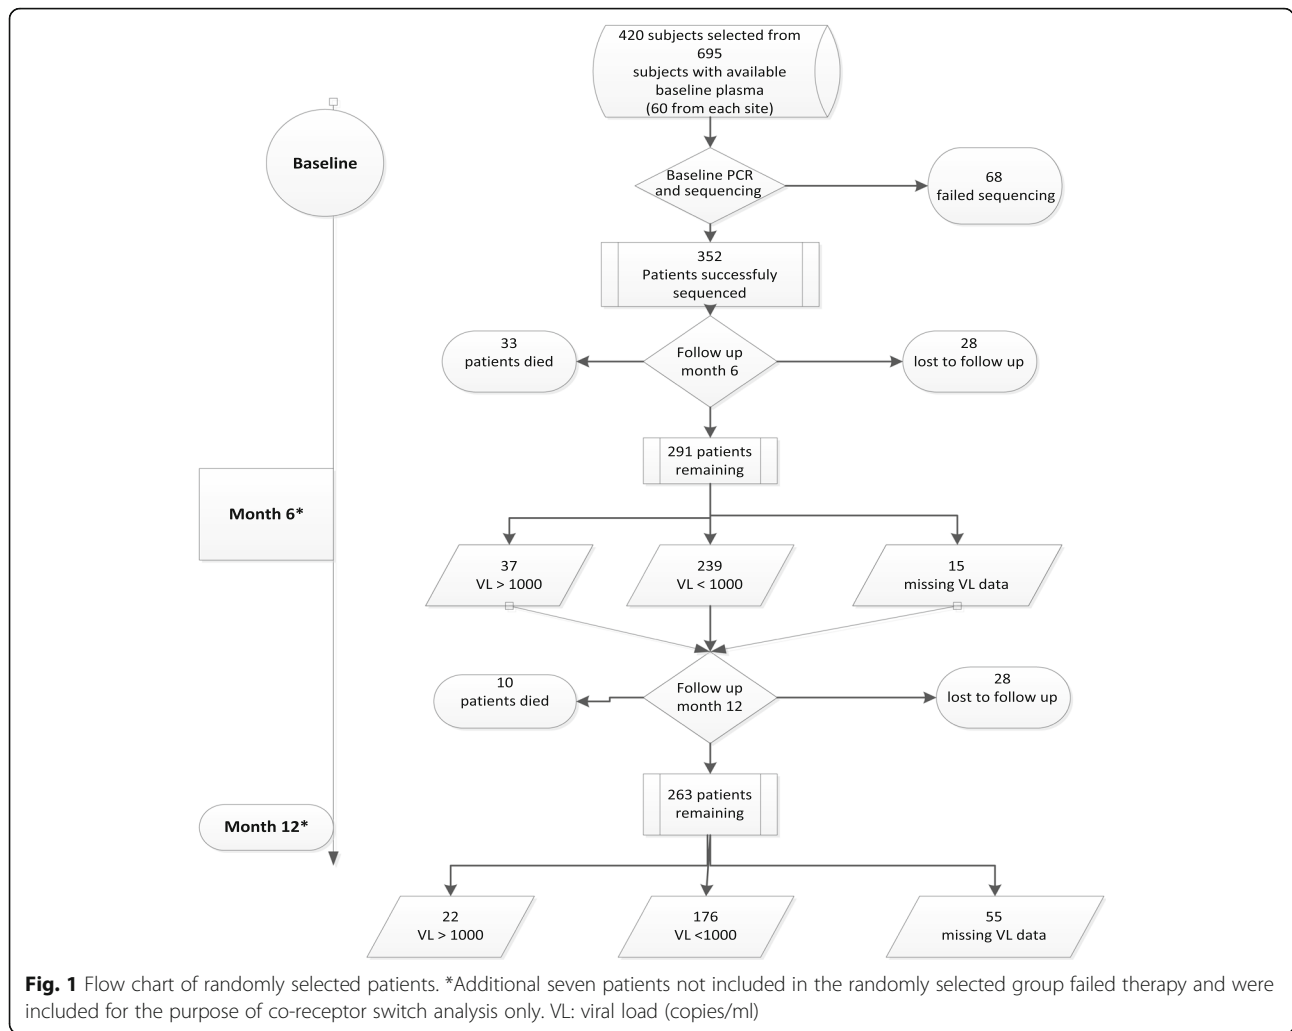 420 subjects selected from
695
subjects with available
baseline plasma
(60 from each site)
Baseline
Baseline PCR
and sequencing
68
failed sequencing
352
Patients successfuly
sequenced
33
patients died
Follow up
month 6
28
lost to follow up
291 patients
remaining
Month 6*
37
VL > 1000
239
VL < 1000
15
missing VL data
10
patients died
Follow up
month 12
28
lost to follow up
263 patients
remaining
Month 12*
22
VL > 1000
176
VL <1000
55
missing VL data
Fig. 1 Flow chart of randomly selected patients. *Additional seven patients not included in the randomly selected group failed therapy and were
included for the purpose of co-receptor switch analysis only. VL: viral load (copies/ml)